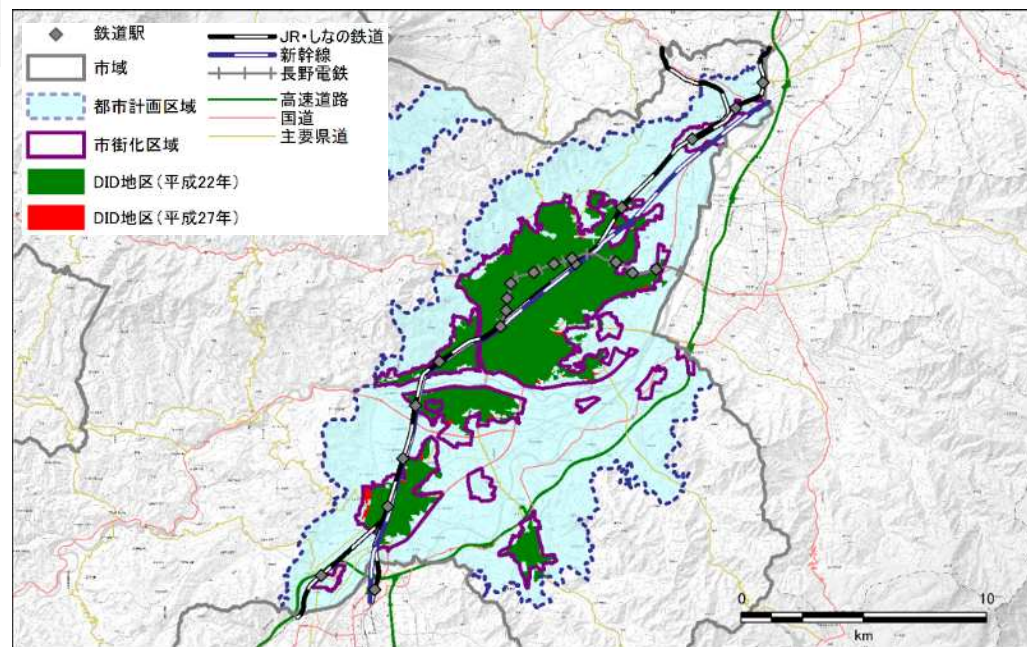 鉄道駅
市域
都市計画区域
市街化区域
DID地区(平成22年)
DID地区(平成27年)
JR・しなの鉄道
新幹線
長野電鉄
高速道路
国道
主要県道
0 10
km